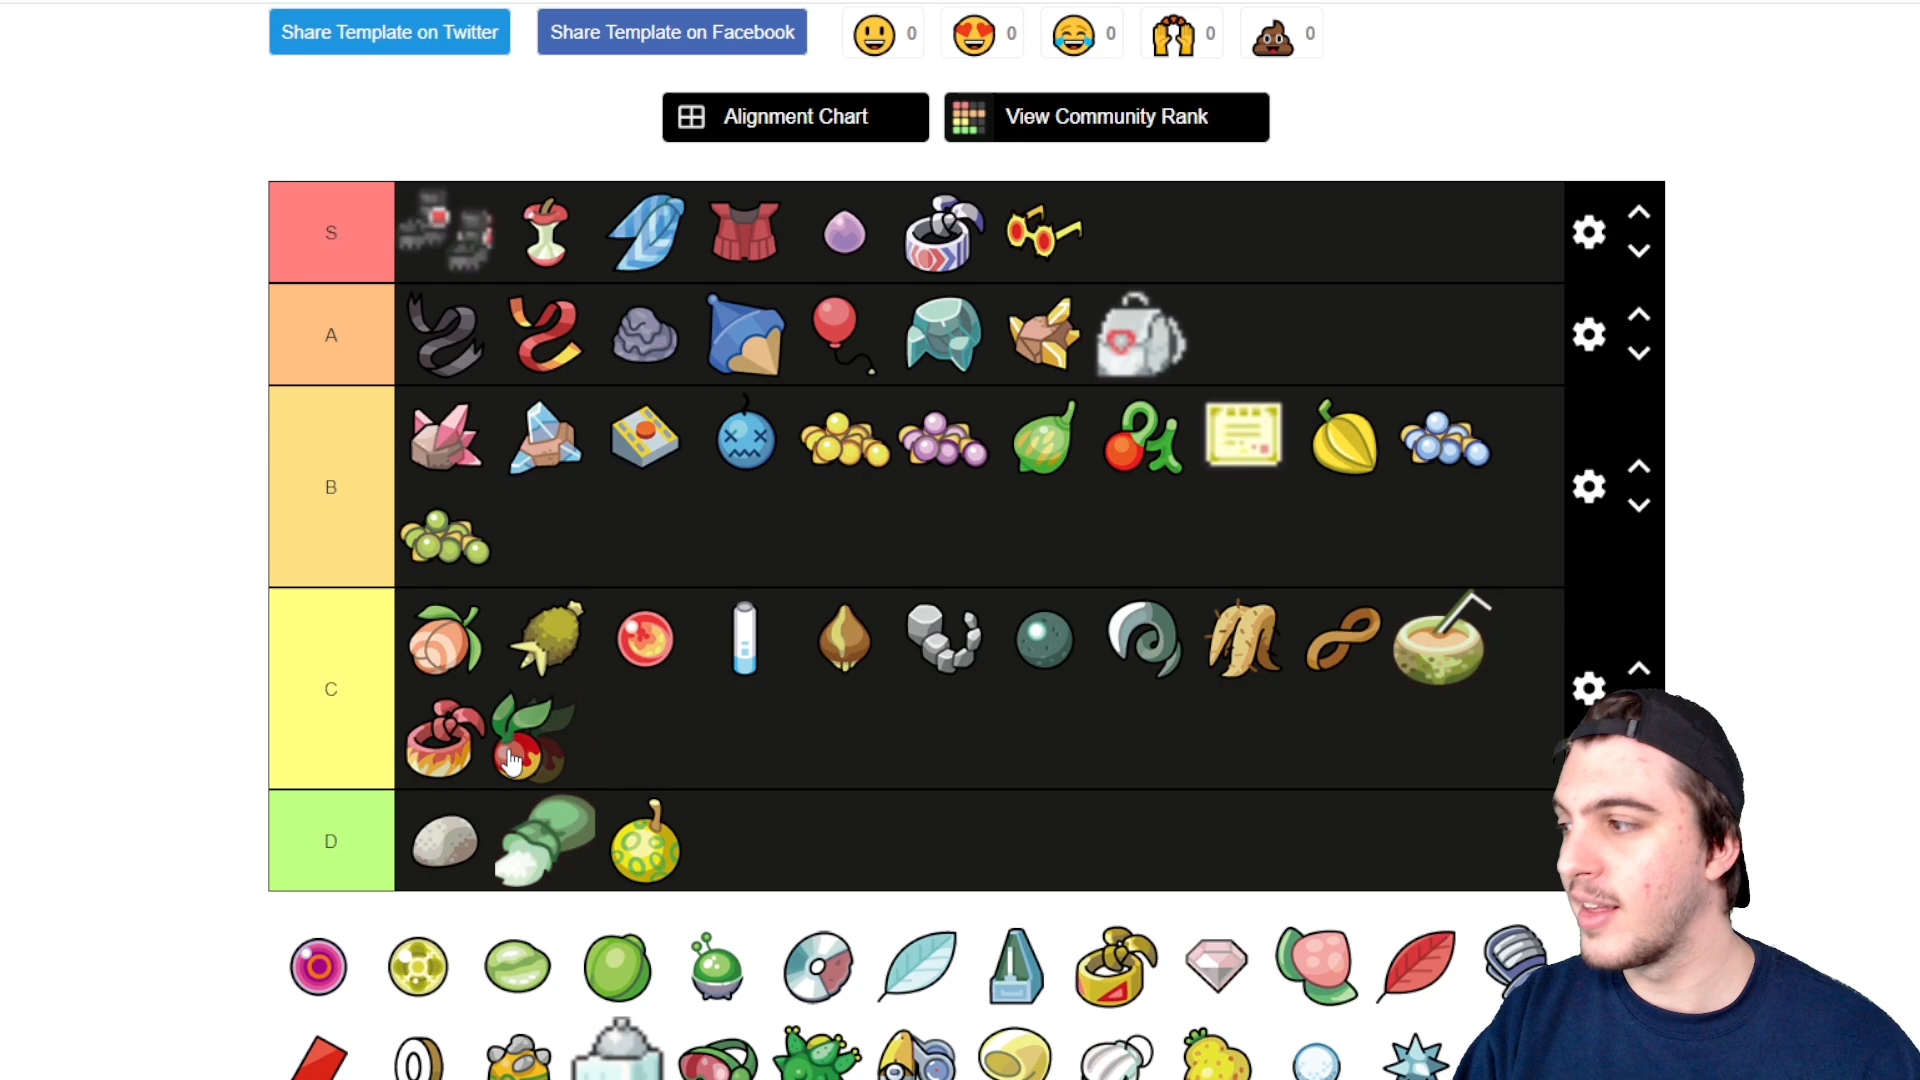 Share Template on Twitter
Share Template on Facebook
0
0
0
0
0
Alignment Chart
View Community Rank
S
A
B
C
D